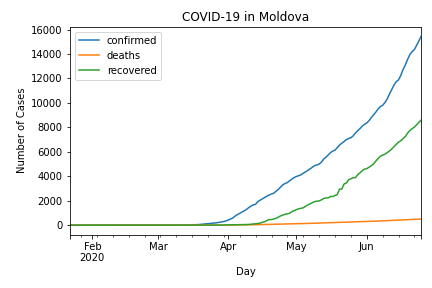 COVID-19 in Moldova
confirmed
deaths
recovered
Number of Cases
16000
14000
12000
10000
8000
6000
4000
2000
0
Feb
2020
Mar
Apr
May
Jun
Day